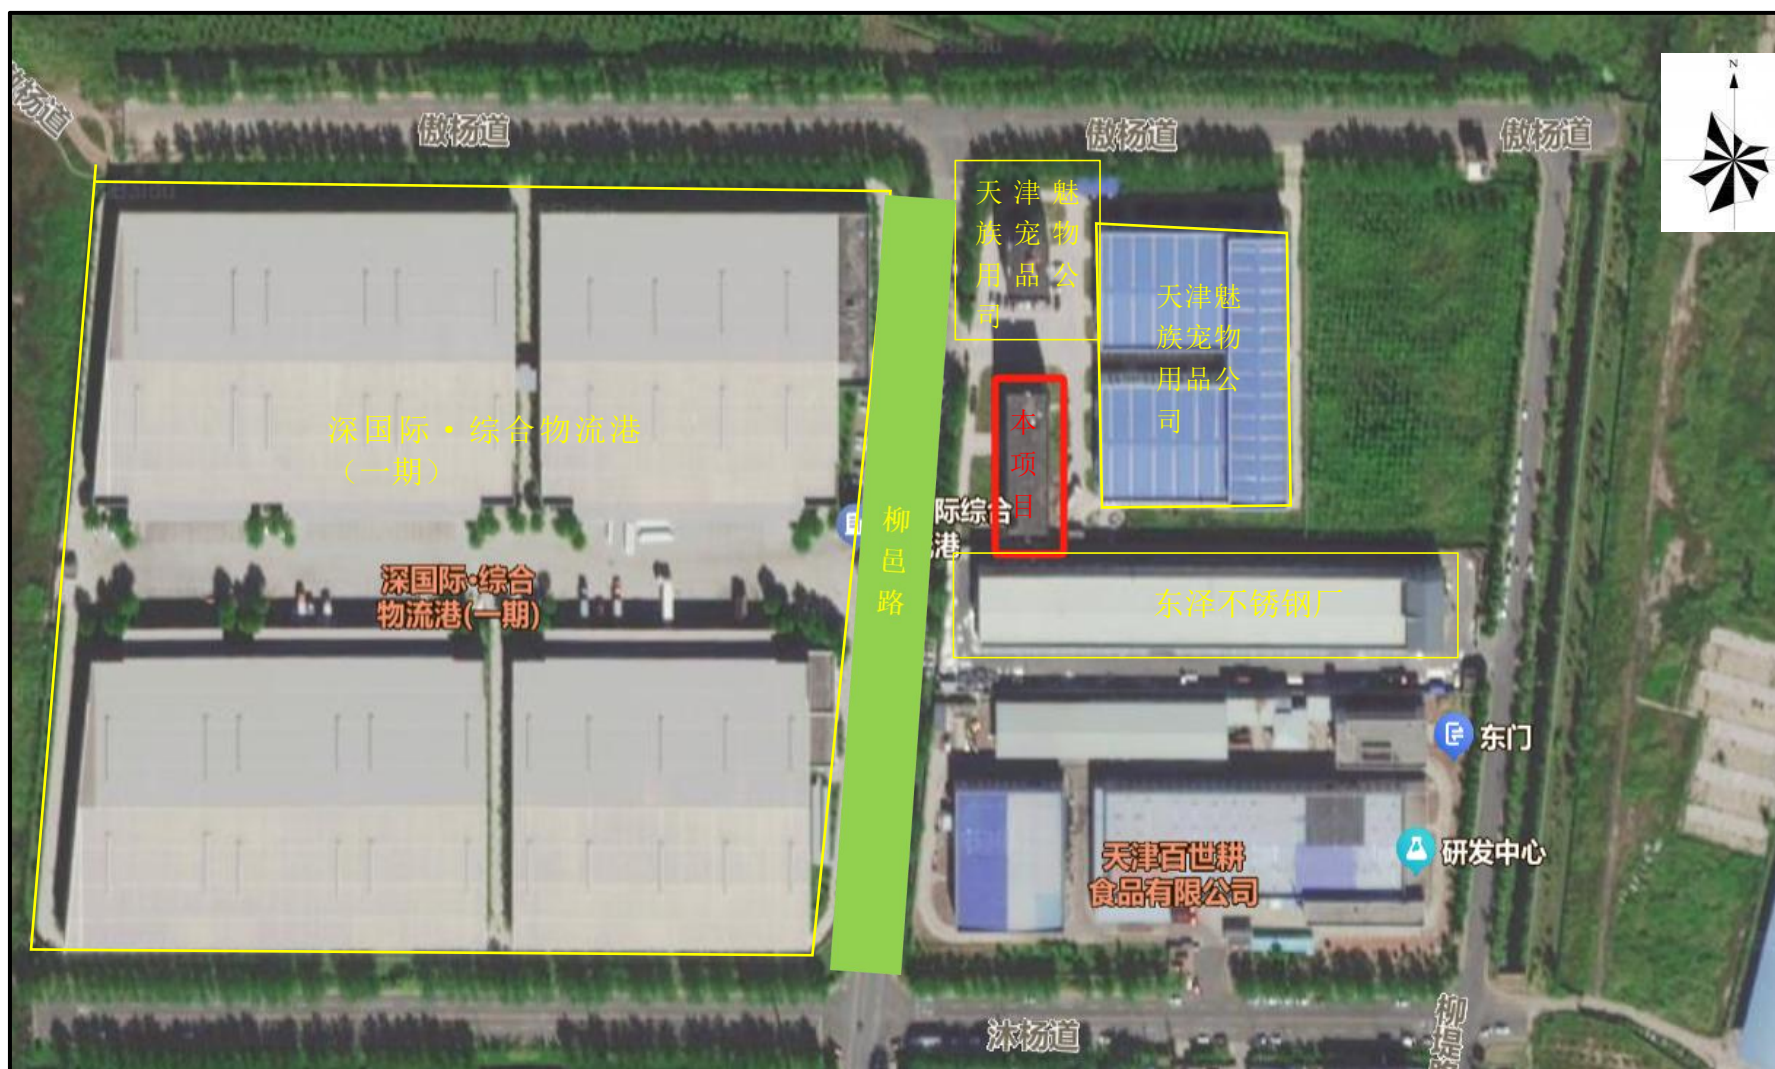 N
傲杨道
傲杨道
傲杨道
傲杨道
天津魅
族宠物
用品公
司
天津魅
族宠物
用品公
司
深国际·综合物流港
（一期）
本
项
目
柳
邑
路
际综合
港
深国际·综合
物流港(一期)
东泽不锈钢厂
东门
天津百世耕
食品有限公司
研发中心
沐杨道
柳堤路